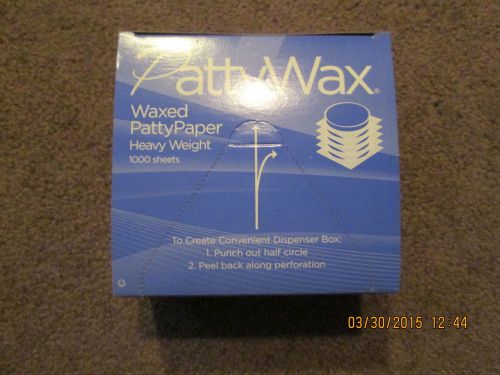 PattyWax®
Waxed
PattyPaper
Heavy Weight
1000 sheets
To Create Convenient Dispenser Box:
1. Punch out half circle
2. Peel back along perforation
03/30/2015 12:44